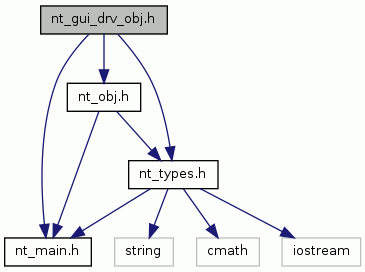 nt_gui_drv_obj.h
nt_obj.h
nt_types.h
nt_main.h
string
cmath
iostream